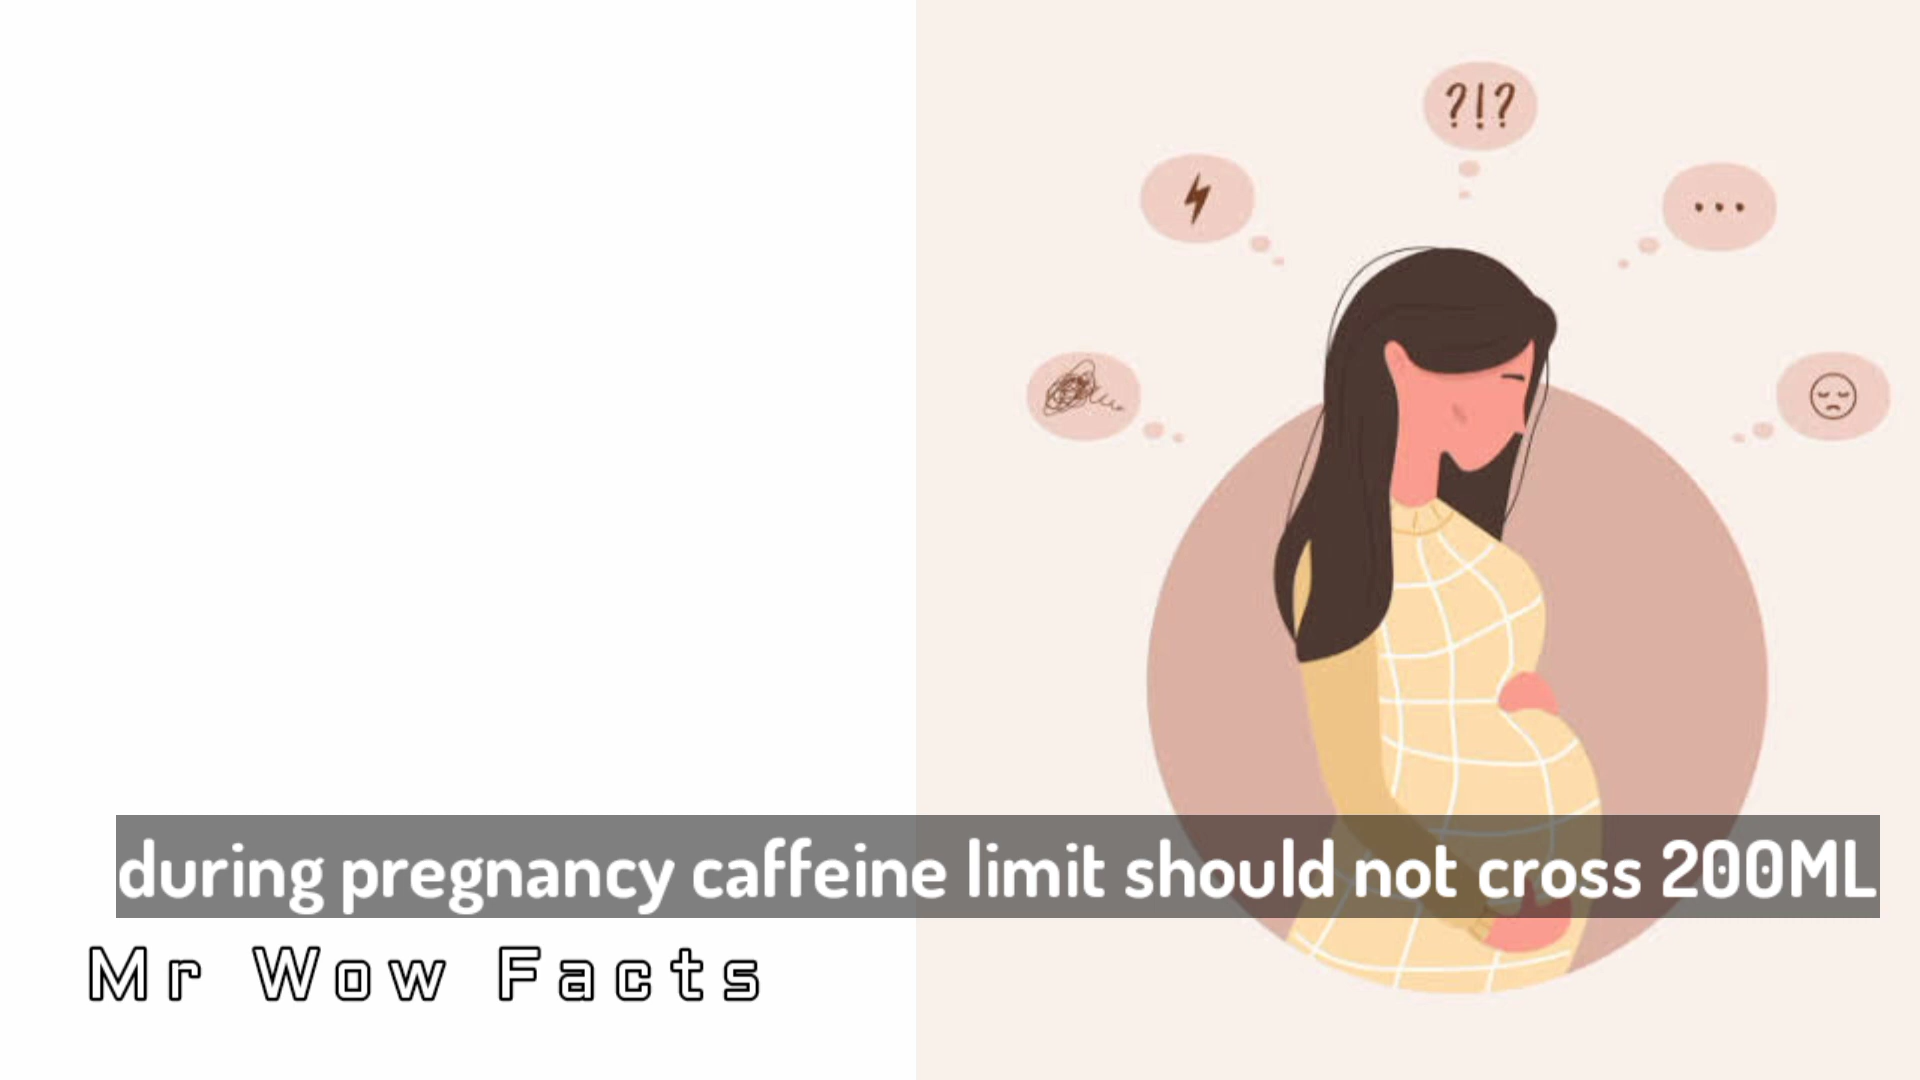 ?!?
...
during pregnancy caffeine limit should not cross 200ML
Mr Wow Facts